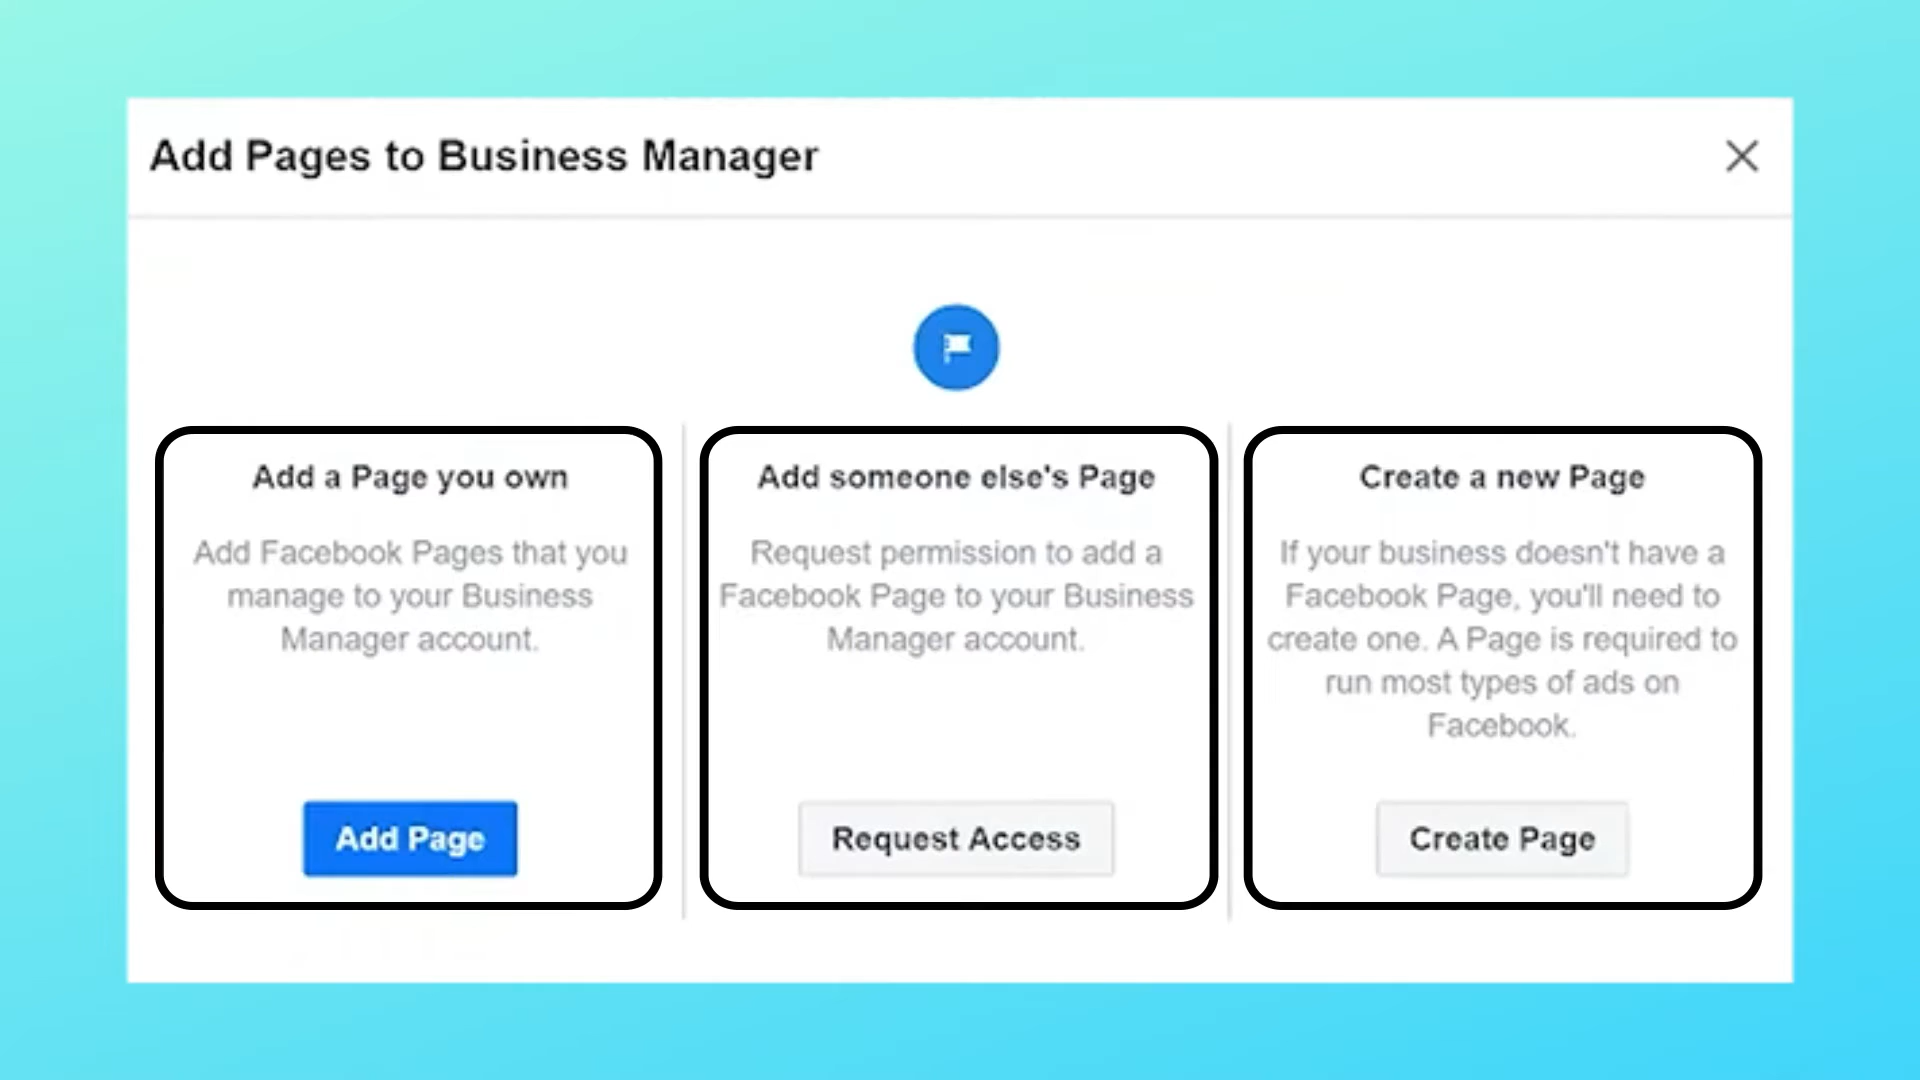 Add Pages to Business Manager
Add a Page you own
Add Facebook Pages that you
manage to your Business
Manager account.
Add Page
Add someone else's Page
Request permission to add a
Facebook Page to your Business
Manager account.
Request Access
Create a new Page
If your business doesn't have a
Facebook Page, you'll need to
create one. A Page is required to
run most types of ads on
Facebook.
Create Page